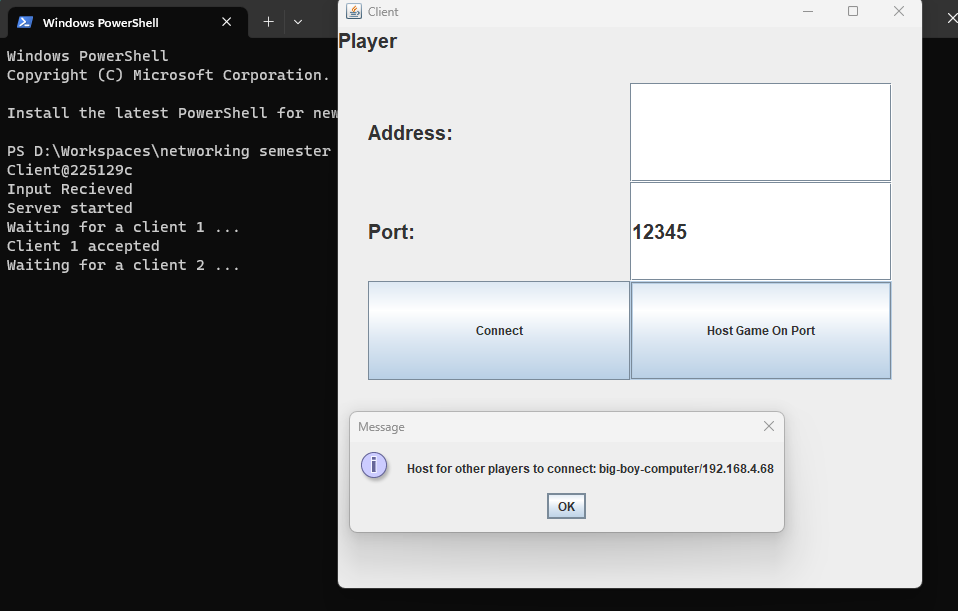 Windows PowerShell
Client
Windows PowerShell
Copyright (C) Microsoft Corporation.
Install the latest PowerShell for new
PS D:\Workspaces\networking semester
Client@225129c
Input Recieved
Server started
Waiting for a client 1 ...
Client 1 accepted
Waiting for a client 2 ...
Player
Address:
Port:
12345
Connect
Host Game On Port
Message
Host for other players to connect: big-boy-computer/192.168.4.68
OK